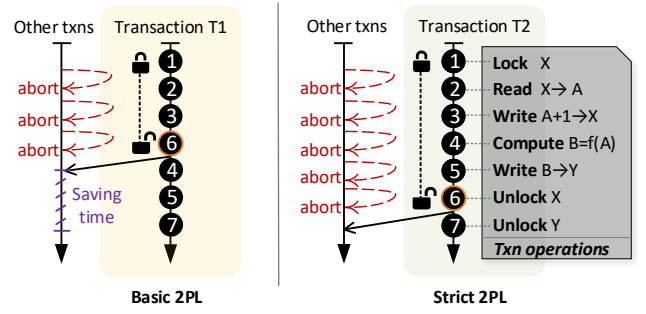 Other txns
Transaction T1
1
2
abort
3
abort
6
abort
4
Saving
time
5
7
Basic 2PL
Other txns
Transaction T2
1
Lock X
2
Read X→ A
abort
3
Write A+1→X
abort
4
Compute B=f(A)
abort
5
Write B→Y
abort
6
Unlock X
abort
7
Unlock Y
Txn operations
Strict 2PL